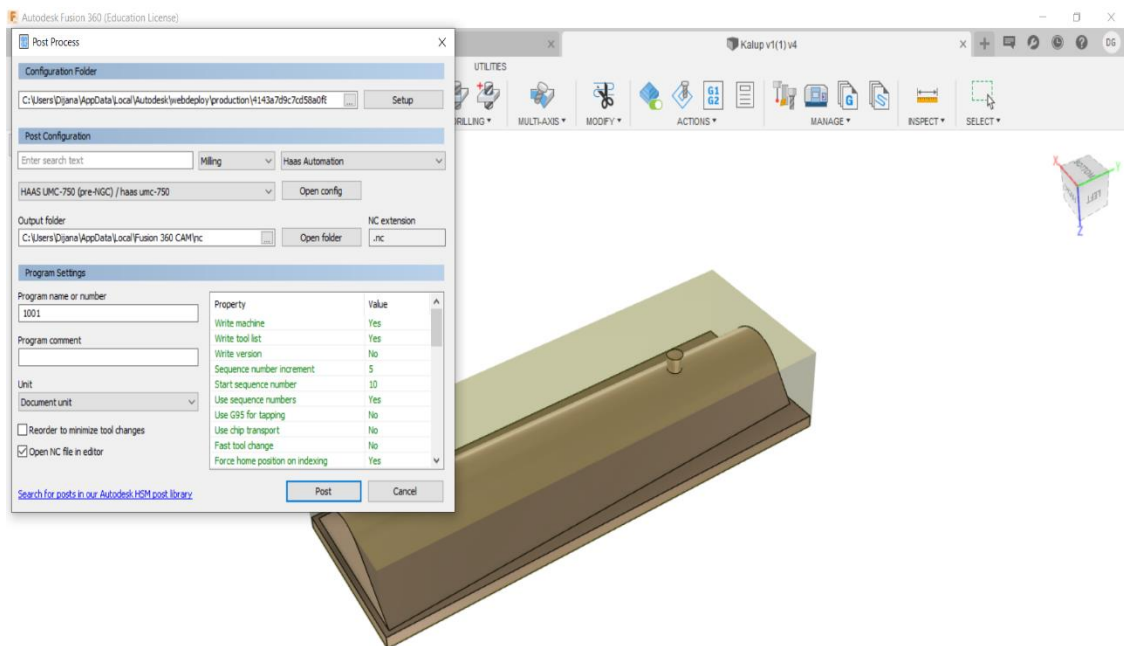 Autodesk Fusion 360 (Education License)
Post Process
Kalup v1(1) v4
DG
Configuration Folder
C:\Users\Dijana\AppData\Local\Autodesk\webdeploy\production\4143a7d9c7cd58a0f8
... Setup
UTILITIES
DRILLING MULTI-AXIS MODIFY ACTIONS MANAGE INSPECT SELECT
G1
G2
G
S
Post Configuration
Enter search text Milling Haas Automation
HAAS UMC-750 (pre-NGC) / haas umc-750 Open config
Output folder NC extension
C:\Users\Dijana\AppData\Local\Fusion 360 CAM\nc ... Open folder .nc
Program Settings
Program name or number
1001
Program comment
Unit
Document unit
Reorder to minimize tool changes
Open NC file in editor
Property Value
Write machine Yes
Write tool list Yes
Write version No
Sequence number increment 5
Start sequence number 10
Use sequence numbers Yes
Use G95 for tapping No
Use chip transport No
Fast tool change No
Force home position on indexing Yes
Search for posts in our Autodesk HSM post library
Post Cancel
X
Y
Z
BOTTOM
LEFT